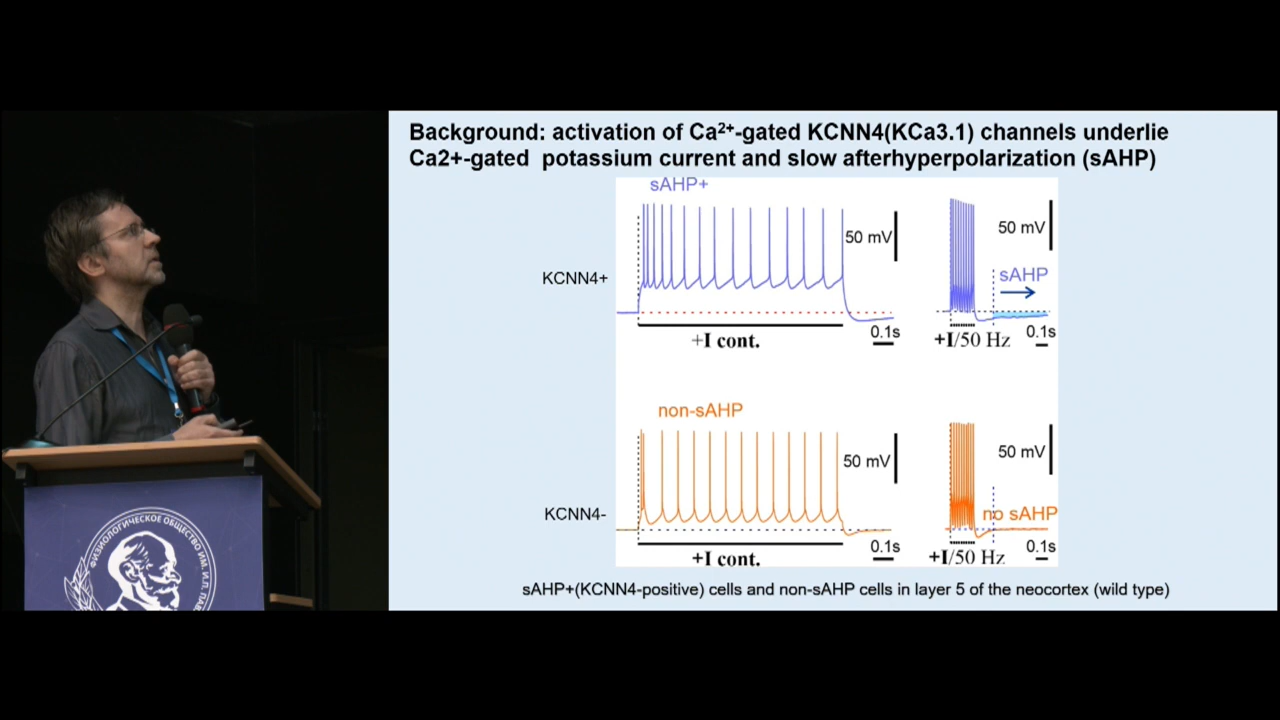 Background: activation of Ca²⁺-gated KCNN4(KCa3.1) channels underlie
Ca2+-gated potassium current and slow afterhyperpolarization (sAHP)
sAHP+
50 mV
50 mV
KCNN4+
sAHP
0.1s
0.1s
+I cont.
+I/50 Hz
non-sAHP
50 mV
50 mV
KCNN4-
no sAHP
0.1s
0.1s
+I cont.
+I/50 Hz
sAHP+(KCNN4-positive) cells and non-sAHP cells in layer 5 of the neocortex (wild type)
ФИЗИОЛОГИЧЕСКОЕ ОБЩЕСТВО ИМ. И.П.